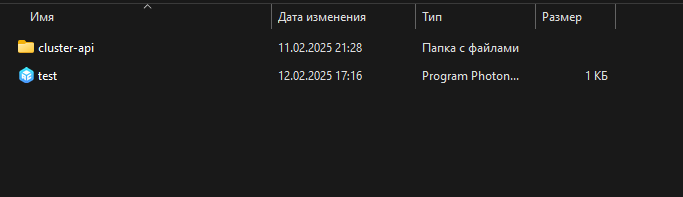 Имя Дата изменения Тип Размер
cluster-api 11.02.2025 21:28 Папка с файлами
test 12.02.2025 17:16 Program Photon... 1 КБ